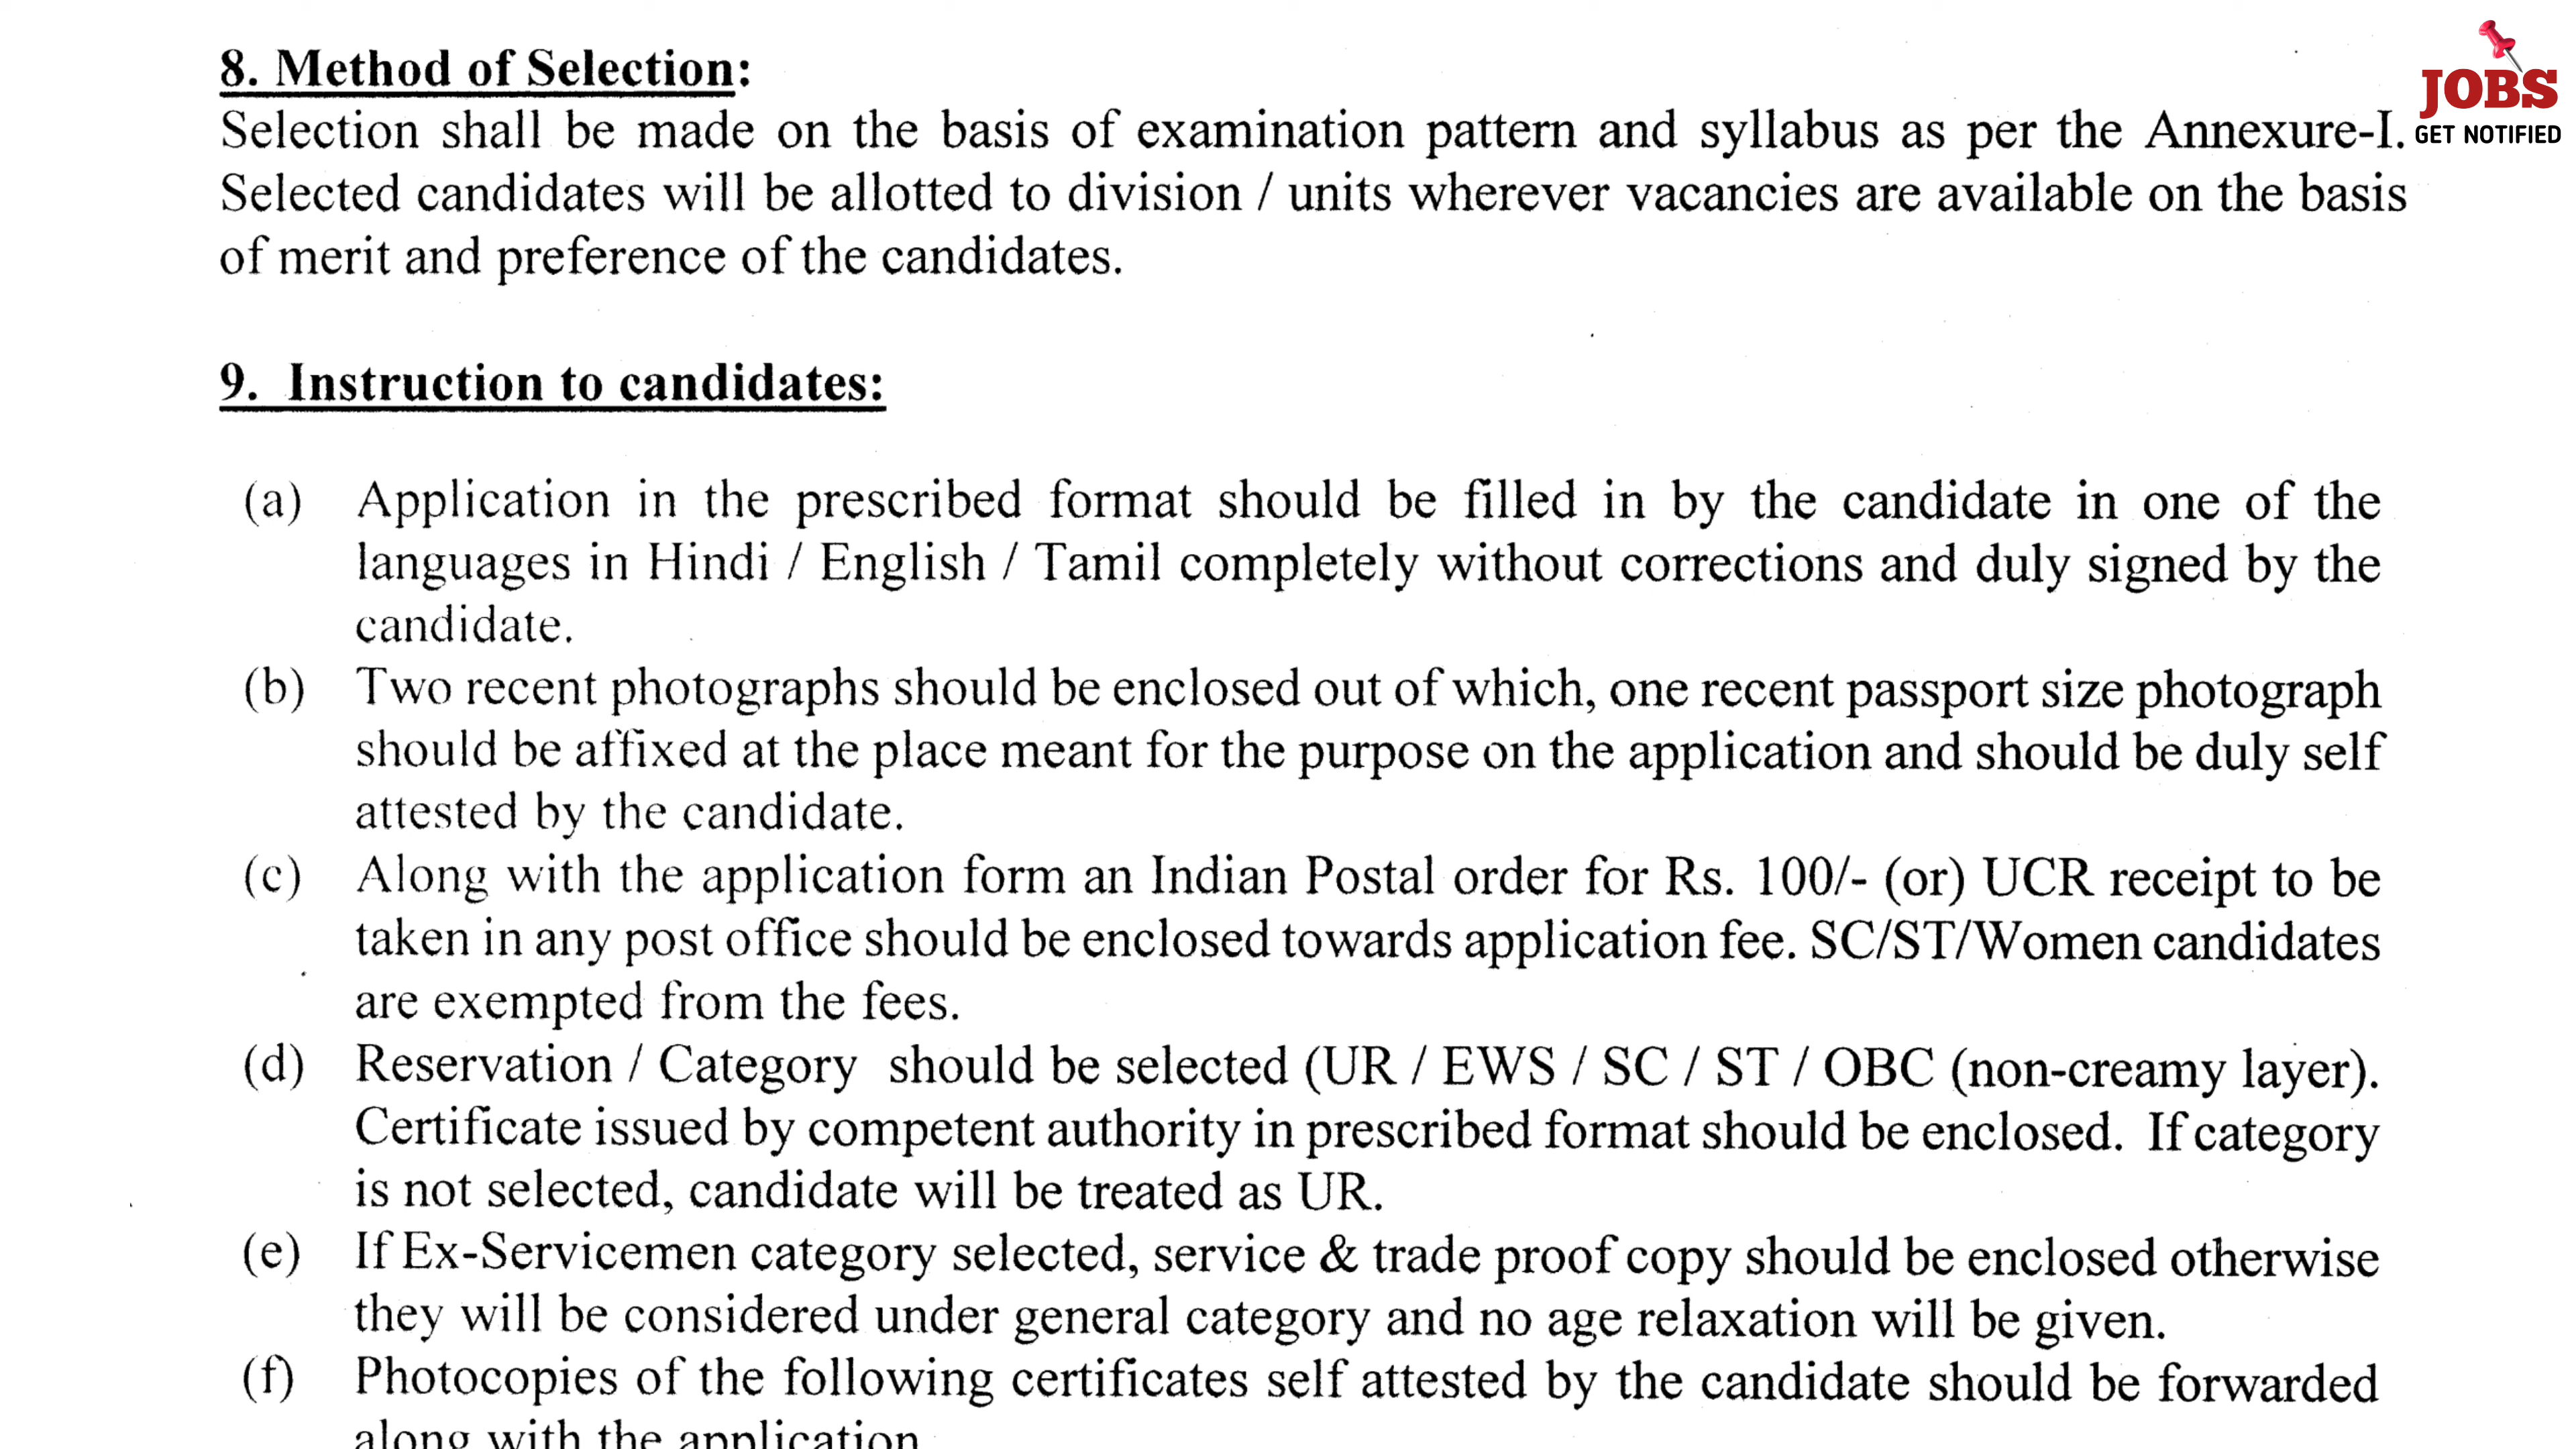 8. Method of Selection:
Selection shall be made on the basis of examination pattern and syllabus as per the Annexure-I.
Selected candidates will be allotted to division / units wherever vacancies are available on the basis
of merit and preference of the candidates.
JOBS
GET NOTIFIED
9. Instruction to candidates:
(a) Application in the prescribed format should be filled in by the candidate in one of the
languages in Hindi / English / Tamil completely without corrections and duly signed by the
candidate.
(b) Two recent photographs should be enclosed out of which, one recent passport size photograph
should be affixed at the place meant for the purpose on the application and should be duly self
attested by the candidate.
(c) Along with the application form an Indian Postal order for Rs. 100/- (or) UCR receipt to be
taken in any post office should be enclosed towards application fee. SC/ST/Women candidates
are exempted from the fees.
(d) Reservation / Category should be selected (UR / EWS / SC / ST / OBC (non-creamy layer).
Certificate issued by competent authority in prescribed format should be enclosed. If category
is not selected, candidate will be treated as UR.
(e) If Ex-Servicemen category selected, service & trade proof copy should be enclosed otherwise
they will be considered under general category and no age relaxation will be given.
(f) Photocopies of the following certificates self attested by the candidate should be forwarded
along with the application